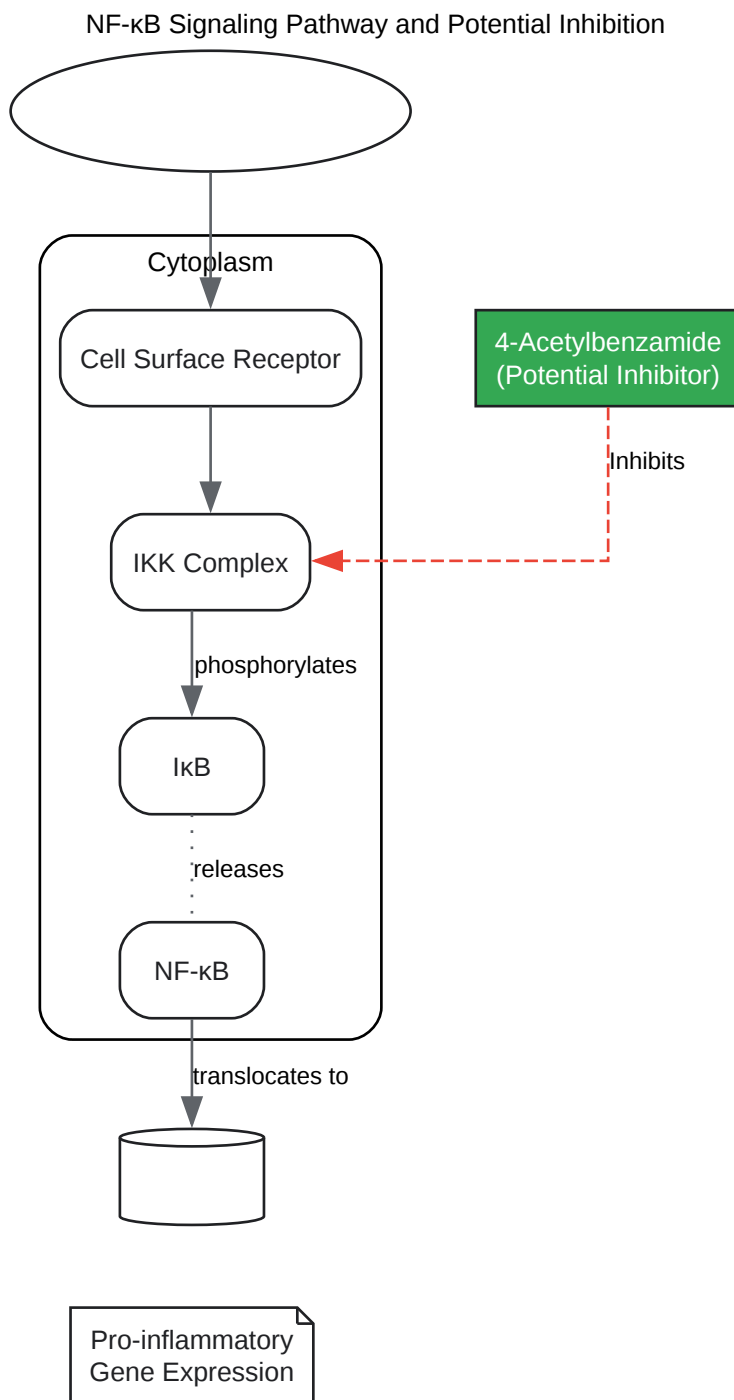 NF-κB Signaling Pathway and Potential Inhibition
Cytoplasm
Cell Surface Receptor
4-Acetylbenzamide
(Potential Inhibitor)
Inhibits
IKK Complex
phosphorylates
IκB
releases
NF-κB
translocates to
Pro-inflammatory
Gene Expression